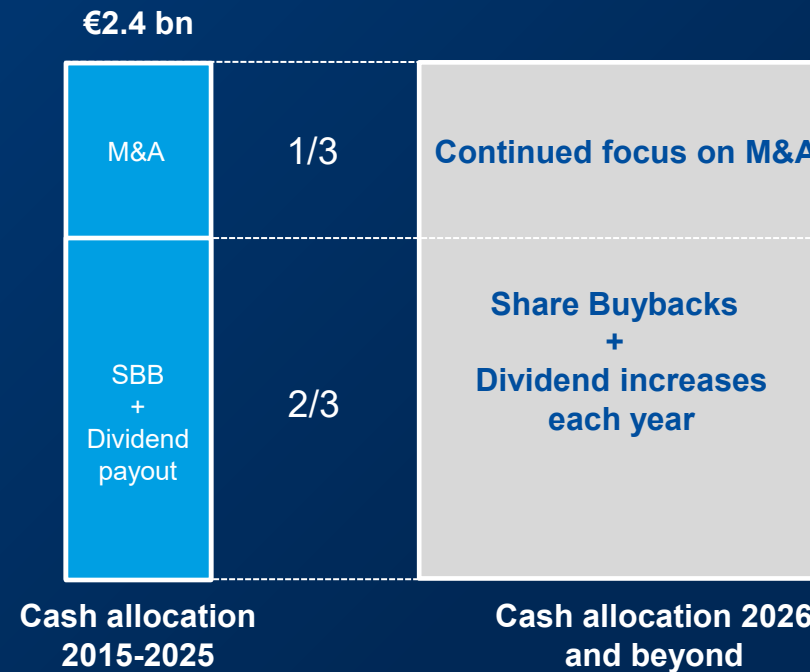 €2.4 bn
M&A
1/3
Continued focus on M&A
SBB
+
Dividend
payout
2/3
Share Buybacks
+
Dividend increases
each year
Cash allocation
2015-2025
Cash allocation 2026
and beyond